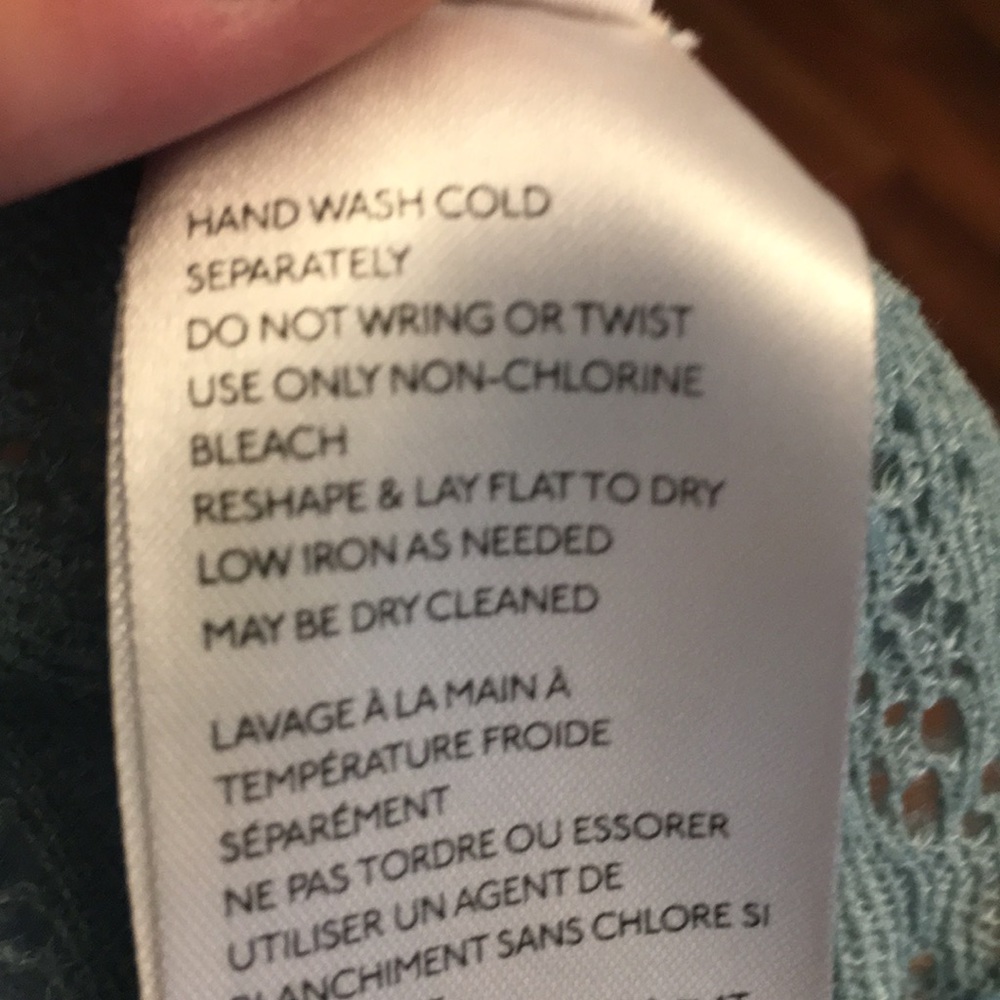 HAND WASH COLD
SEPARATELY
DO NOT WRING OR TWIST
USE ONLY NON-CHLORINE
BLEACH
RESHAPE & LAY FLAT TO DRY
LOW IRON AS NEEDED
MAY BE DRY CLEANED
LAVAGE À LA MAIN À
TEMPÉRATURE FROIDE
SÉPARÉMENT
NE PAS TORDRE OU ESSORER
UTILISER UN AGENT DE
BLANCHIMENT SANS CHLORE SI